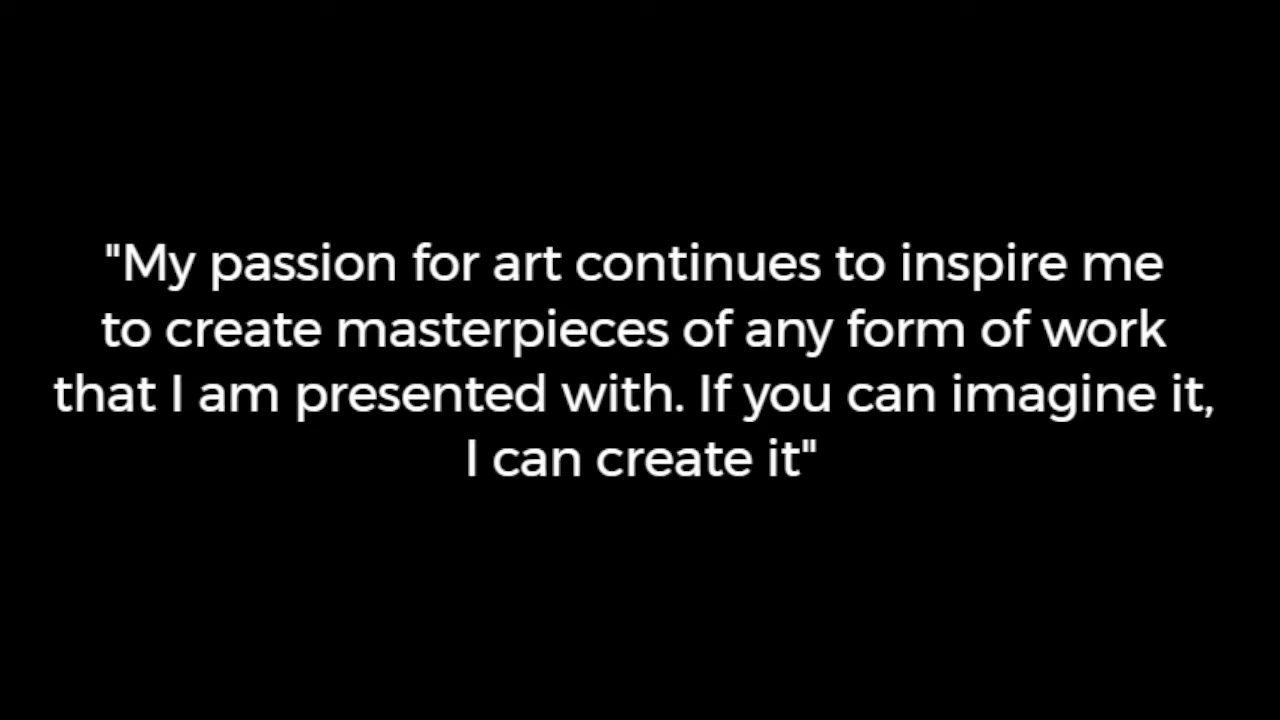 "My passion for art continues to inspire me
to create masterpieces of any form of work
that I am presented with. If you can imagine it,
I can create it"